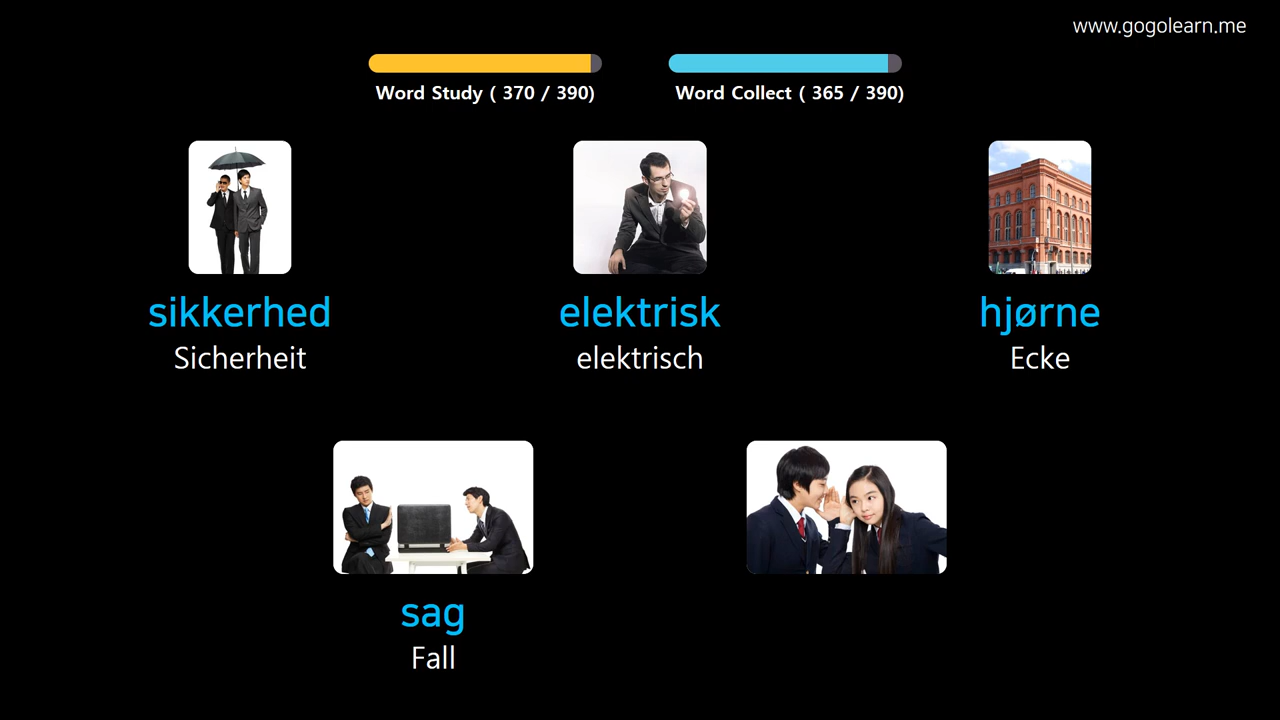 www.gogolearn.me
Word Study ( 370 / 390)
Word Collect ( 365 / 390)
sikkerhed
Sicherheit
elektrisk
elektrisch
hjørne
Ecke
sag
Fall